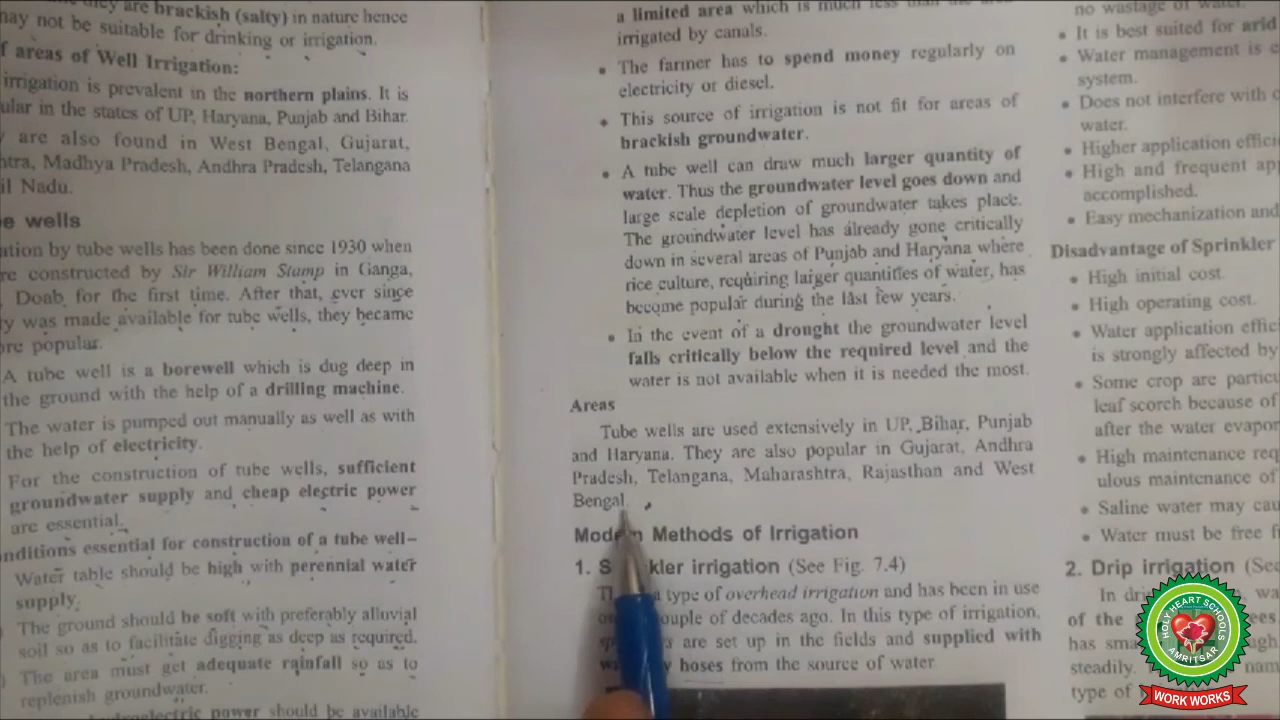 they are brackish (salty) in nature hence
may not be suitable for drinking or irrigation.
f areas of Well Irrigation:
irrigation is prevalent in the northern plains. It is
ular in the states of UP, Haryana, Punjab and Bihar.
y are also found in West Bengal, Gujarat,
htra, Madhya Pradesh, Andhra Pradesh, Telangana
il Nadu.
e wells
ation by tube wells has been done since 1930 when
re constructed by Sir William Stamp in Ganga,
Doab for the first time. After that, ever since
ty was made available for tube wells, they became
ore popular.
A tube well is a borewell which is dug deep in
the ground with the help of a drilling machine.
The water is pumped out manually as well as with
the help of electricity.
For the construction of tube wells, sufficient
groundwater supply and cheap electric power
are essential.
nditions essential for construction of a tube well–
Water table should be high with perennial water
supply.
The ground should be soft with preferably alluvial
soil so as to facilitate digging as deep as required.
The area must get adequate rainfall so as to
replenish groundwater.
hydroelectric power should be available
a limited area which is much less than the area
irrigated by canals.
• The farmer has to spend money regularly on
electricity or diesel.
• This source of irrigation is not fit for areas of
brackish groundwater.
• A tube well can draw much larger quantity of
water. Thus the groundwater level goes down and
large scale depletion of groundwater takes place.
The groundwater level has already gone critically
down in several areas of Punjab and Haryana where
rice culture, requiring larger quantities of water, has
become popular during the last few years.
• In the event of a drought the groundwater level
falls critically below the required level and the
water is not available when it is needed the most.
Areas
Tube wells are used extensively in UP, Bihar, Punjab
and Haryana. They are also popular in Gujarat, Andhra
Pradesh, Telangana, Maharashtra, Rajasthan and West
Bengal.
Modern Methods of Irrigation
1. Sprinkler irrigation (See Fig. 7.4)
a type of overhead irrigation and has been in use
couple of decades ago. In this type of irrigation,
are set up in the fields and supplied with
hoses from the source of water
no wastage of water.
• It is best suited for arid
• Water management is
system.
• Does not interfere with
water.
• Higher application effici
• High and frequent app
accomplished.
• Easy mechanization and
Disadvantage of Sprinkler
• High initial cost.
• High operating cost.
• Water application effic
is strongly affected by
• Some crop are particu
leaf scorch because of
after the water evapor
• High maintenance req
ulous maintenance of
• Saline water may cau
• Water must be free f
2. Drip irrigation (See
In dri
of the
has sma
steadily.
type of
HOLY HEART SCHOOLS
AMRITSAR
WORK WORKS